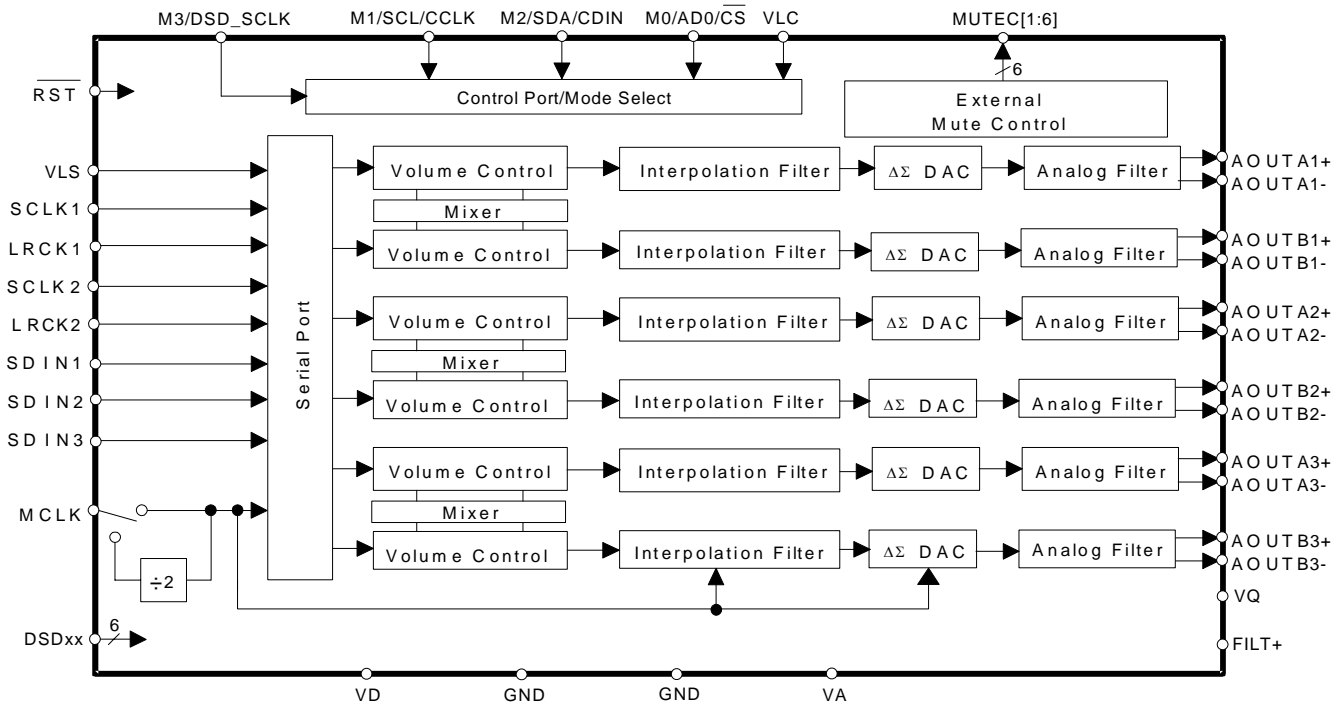 M3/DSD_SCLK M1/SCL/CCLK M2/SDA/CDIN M0/AD0/CS VLC MUTEC[1:6]
6
RST
Control Port/Mode Select
External
Mute Control
VLS
SCLK1
LRCK1
SCLK2
LRCK2
SDIN1
SDIN2
SDIN3
MCLK
÷2
DSDxx
6
Serial Port
Volume Control Interpolation Filter ΔΣ DAC Analog Filter AOUTA1+
AOUTA1-
Mixer
Volume Control Interpolation Filter ΔΣ DAC Analog Filter AOUTB1+
AOUTB1-
Volume Control Interpolation Filter ΔΣ DAC Analog Filter AOUTA2+
AOUTA2-
Mixer
Volume Control Interpolation Filter ΔΣ DAC Analog Filter AOUTB2+
AOUTB2-
Volume Control Interpolation Filter ΔΣ DAC Analog Filter AOUTA3+
AOUTA3-
Mixer
Volume Control Interpolation Filter ΔΣ DAC Analog Filter AOUTB3+
AOUTB3-
VQ
FILT+
VD GND GND VA